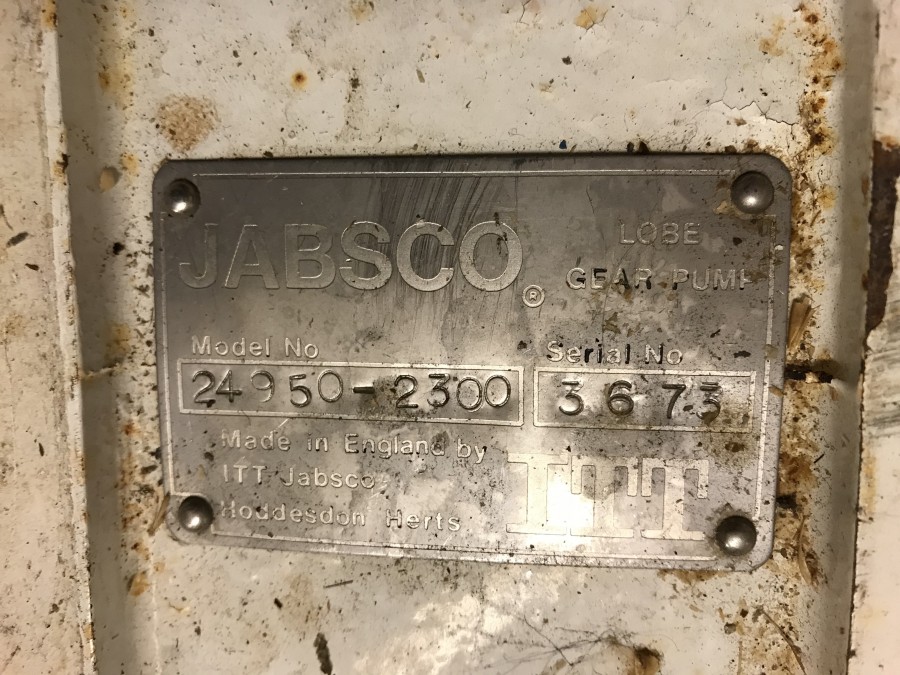 JABSCO ®
LOBE
GEAR PUMP
Model No
24950-2300
Serial No
3673
Made in England by
ITT Jabsco
Hoddesdon Herts
ITT